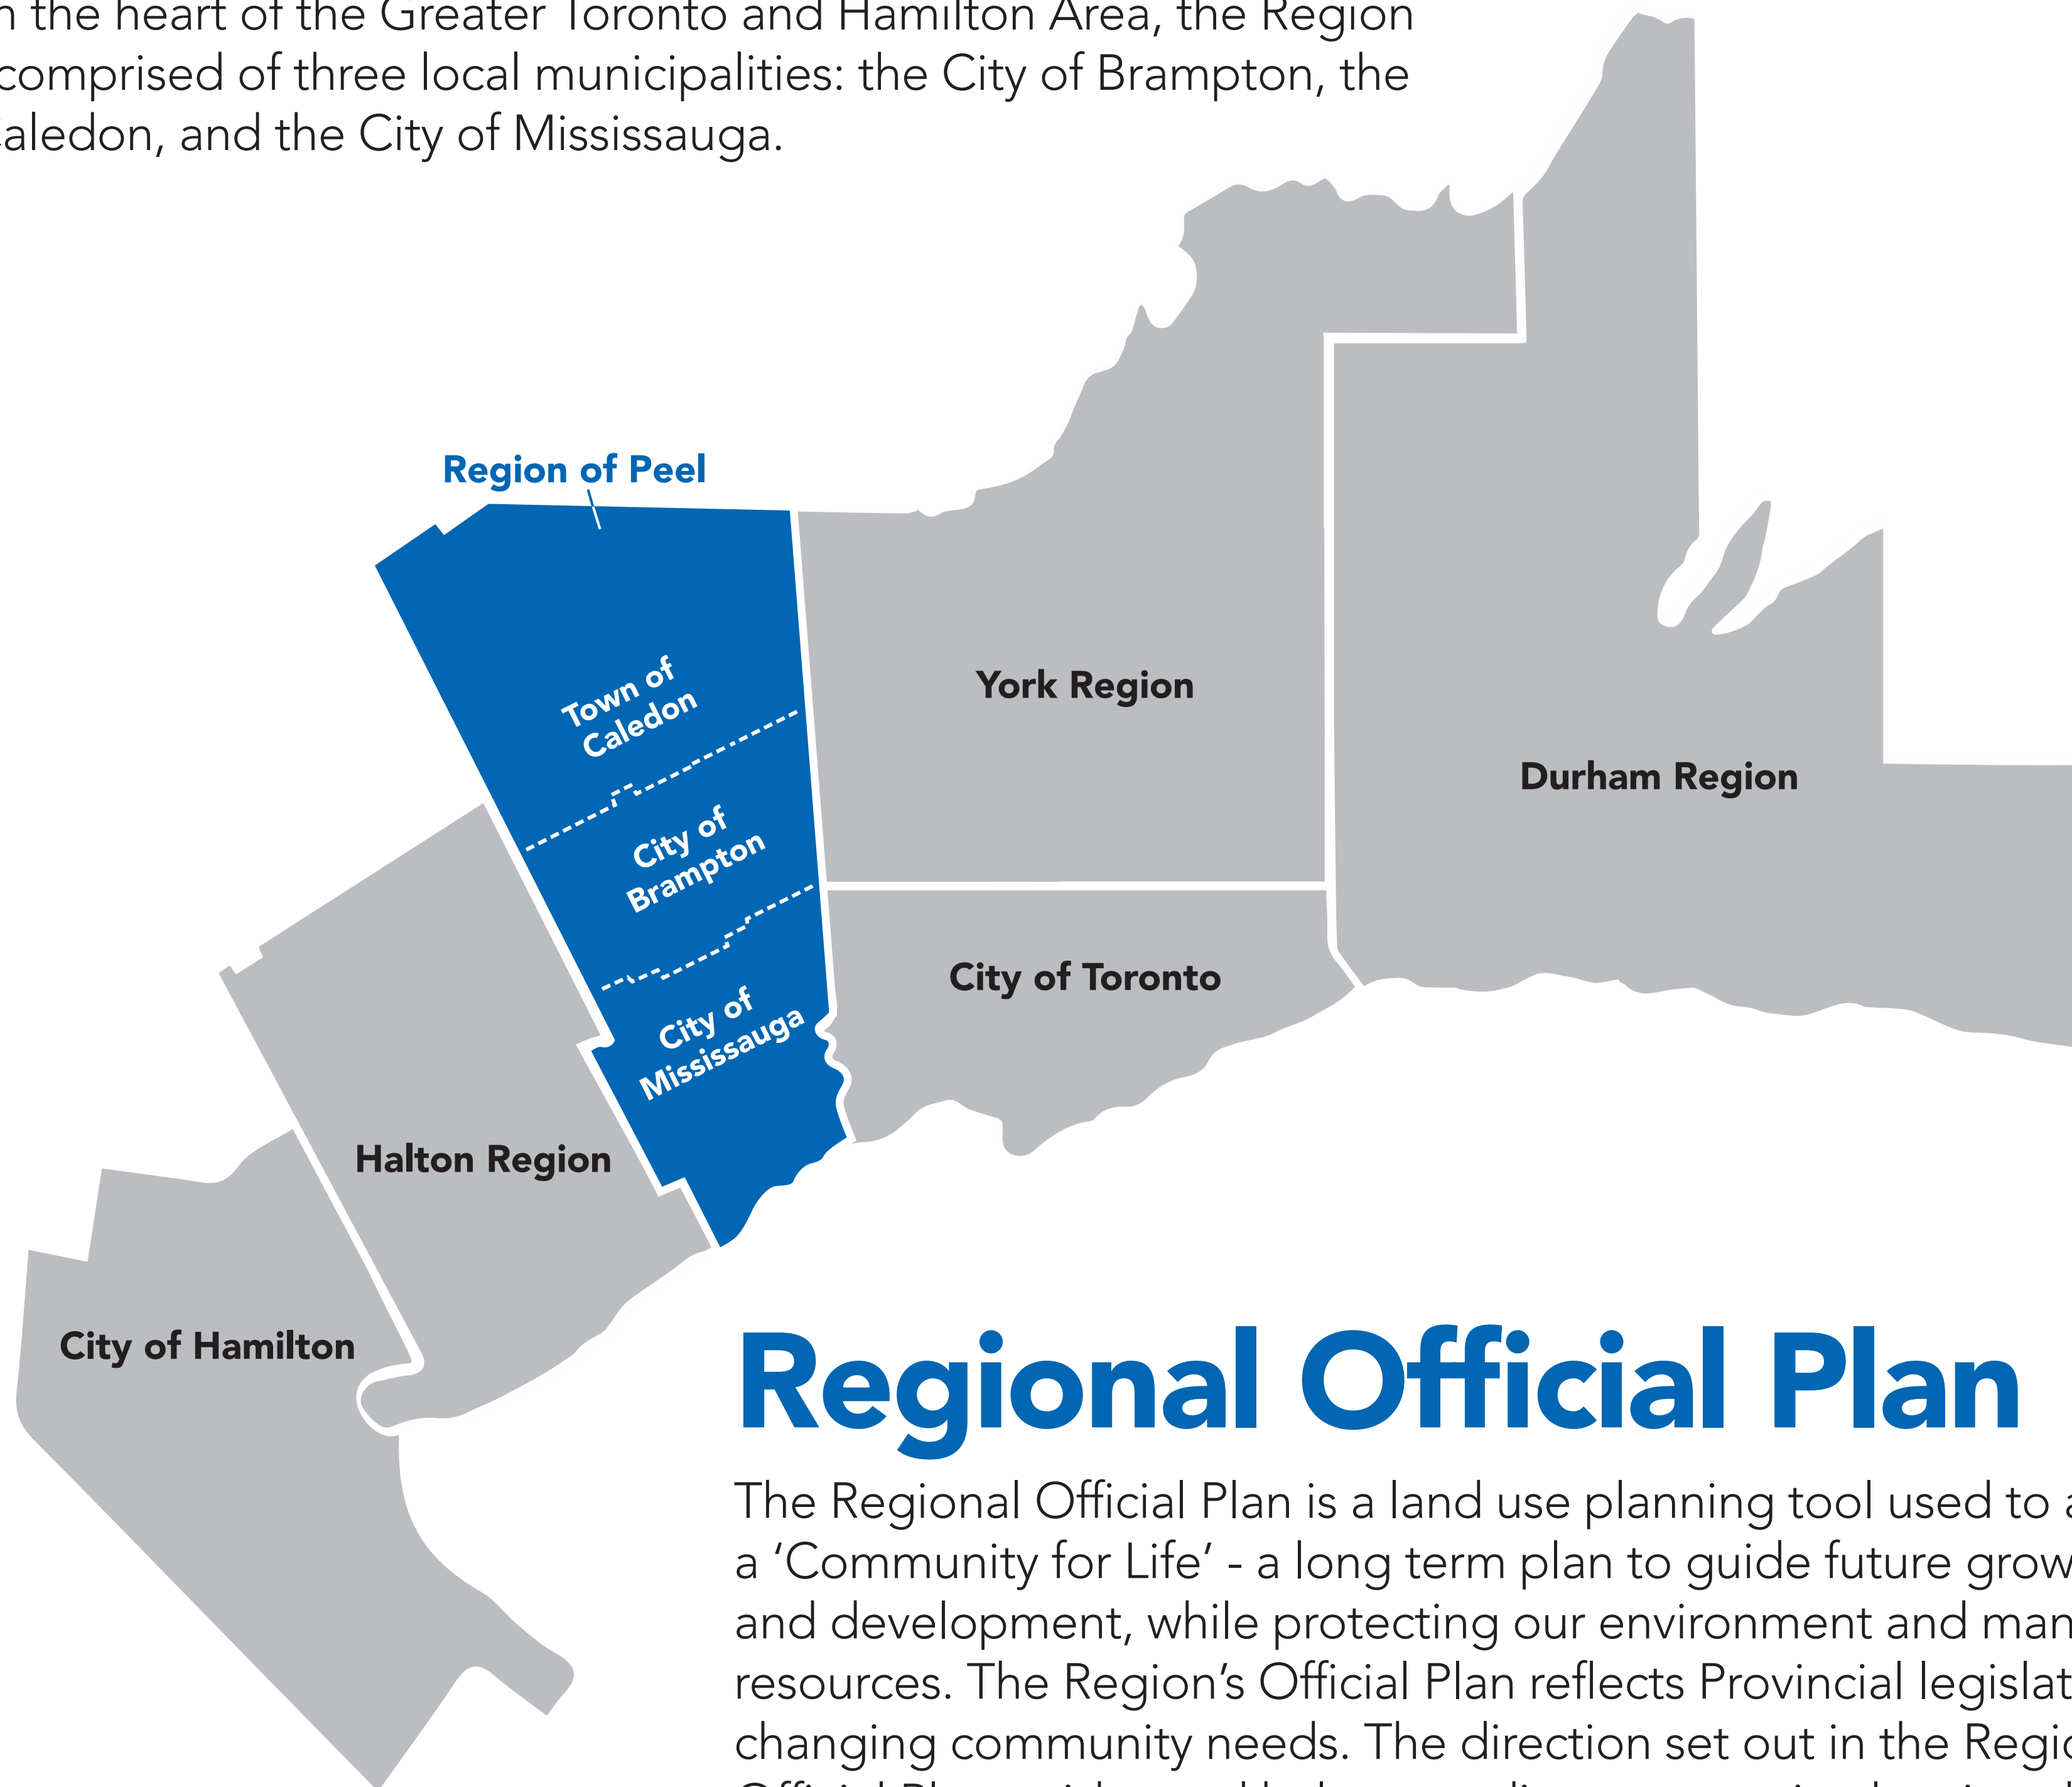 the heart of the Greater Toronto and Hamilton Area, the Region
comprised of three local municipalities: the City of Brampton, the
aledon, and the City of Mississauga.
Region of Peel
Town of
Caledon
York Region
Durham Region
City of
Brampton
City of Toronto
City of
Mississauga
Halton Region
City of Hamilton
Regional Official Plan
The Regional Official Plan is a land use planning tool used to a
a ‘Community for Life’ - a long term plan to guide future grow
and development, while protecting our environment and man
resources. The Region’s Official Plan reflects Provincial legislat
changing community needs. The direction set out in the Regio